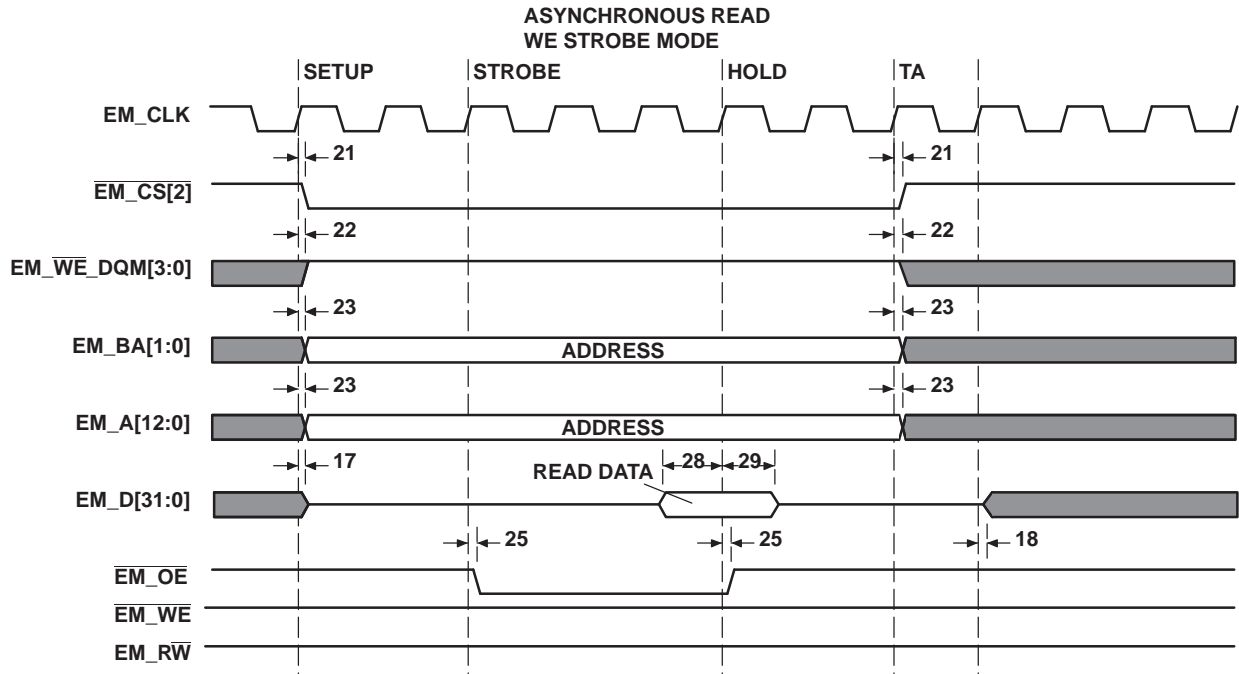 ASYNCHRONOUS READ
WE STROBE MODE
SETUP STROBE HOLD TA
EM_CLK
21 21
EM_CS[2]
22 22
EM_WE_DQM[3:0]
23 23
EM_BA[1:0] ADDRESS
23 23
EM_A[12:0] ADDRESS
17 28 29
READ DATA
EM_D[31:0]
25 25 18
EM_OE
EM_WE
EM_RW